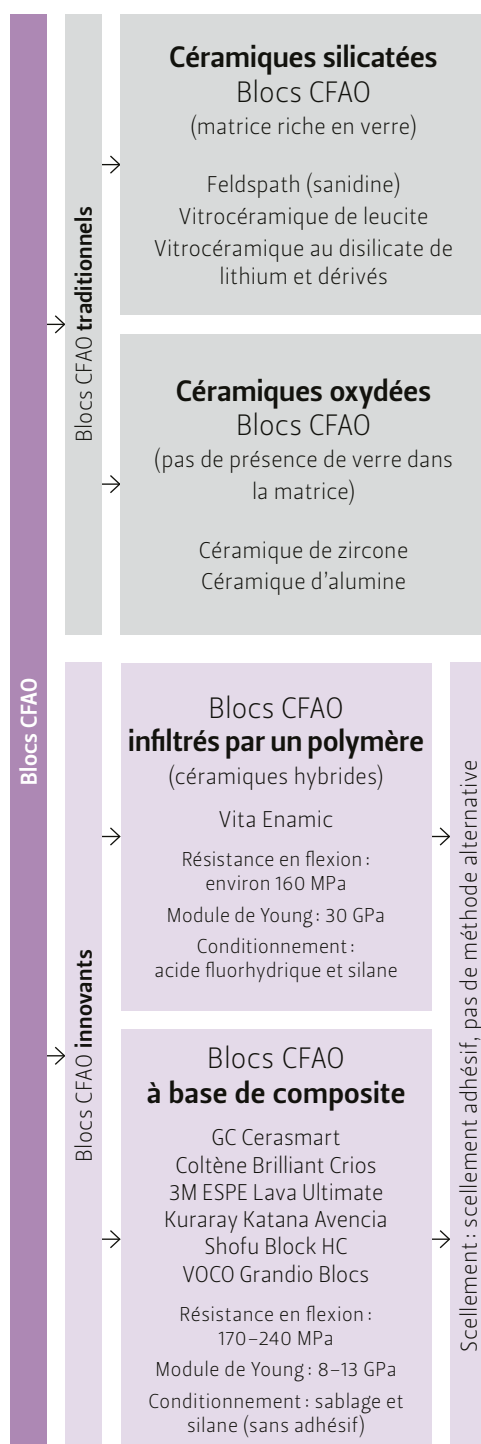 Blocs CFAO
Blocs CFAO traditionnels
Céramiques silicatées
Blocs CFAO
(matrice riche en verre)
Feldspath (sanidine)
Vitrocéramique de leucite
Vitrocéramique au disilicate de
lithium et dérivés
Céramiques oxydées
Blocs CFAO
(pas de présence de verre dans
la matrice)
Céramique de zircone
Céramique d’alumine
Blocs CFAO innovants
Blocs CFAO
infiltrés par un polymère
(céramiques hybrides)
Vita Enamic
Résistance en flexion :
environ 160 MPa
Module de Young : 30 GPa
Conditionnement :
acide fluorhydrique et silane
Blocs CFAO
à base de composite
GC Cerasmart
Coltène Brilliant Crios
3M ESPE Lava Ultimate
Kuraray Katana Avencia
Shofu Block HC
VOCO Grandio Blocs
Résistance en flexion :
170–240 MPa
Module de Young : 8–13 GPa
Conditionnement : sablage et
silane (sans adhésif)
Scellement : scellement adhésif, pas de méthode alternative